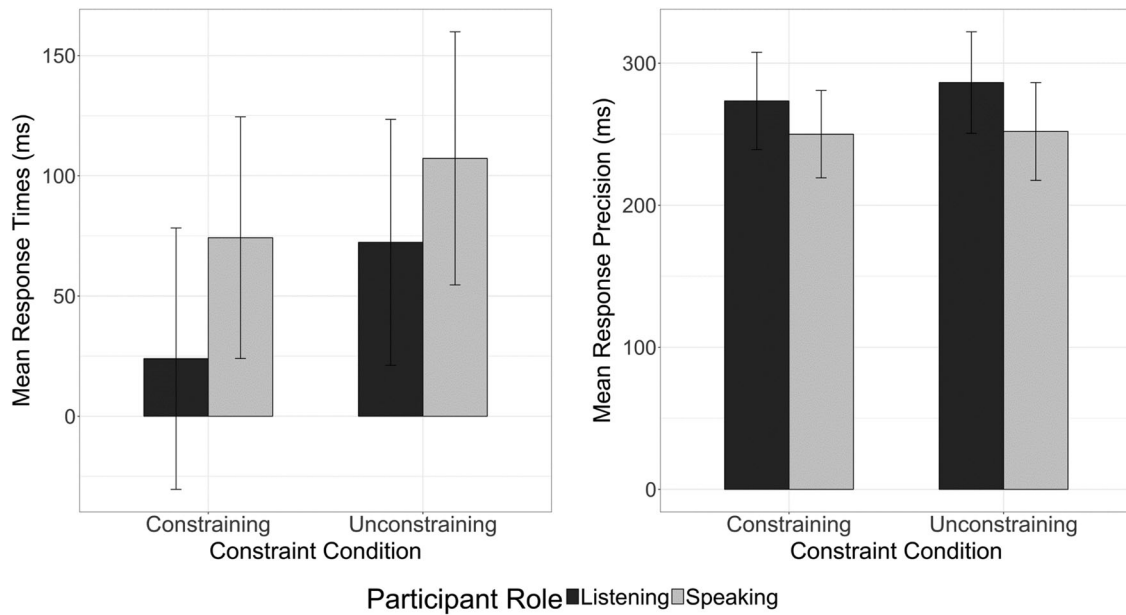 Mean Response Times (ms)
150
100
50
0
Constraining Unconstraining
Constraint Condition
Mean Response Precision (ms)
300
200
100
0
Constraining Unconstraining
Constraint Condition
Participant Role Listening Speaking